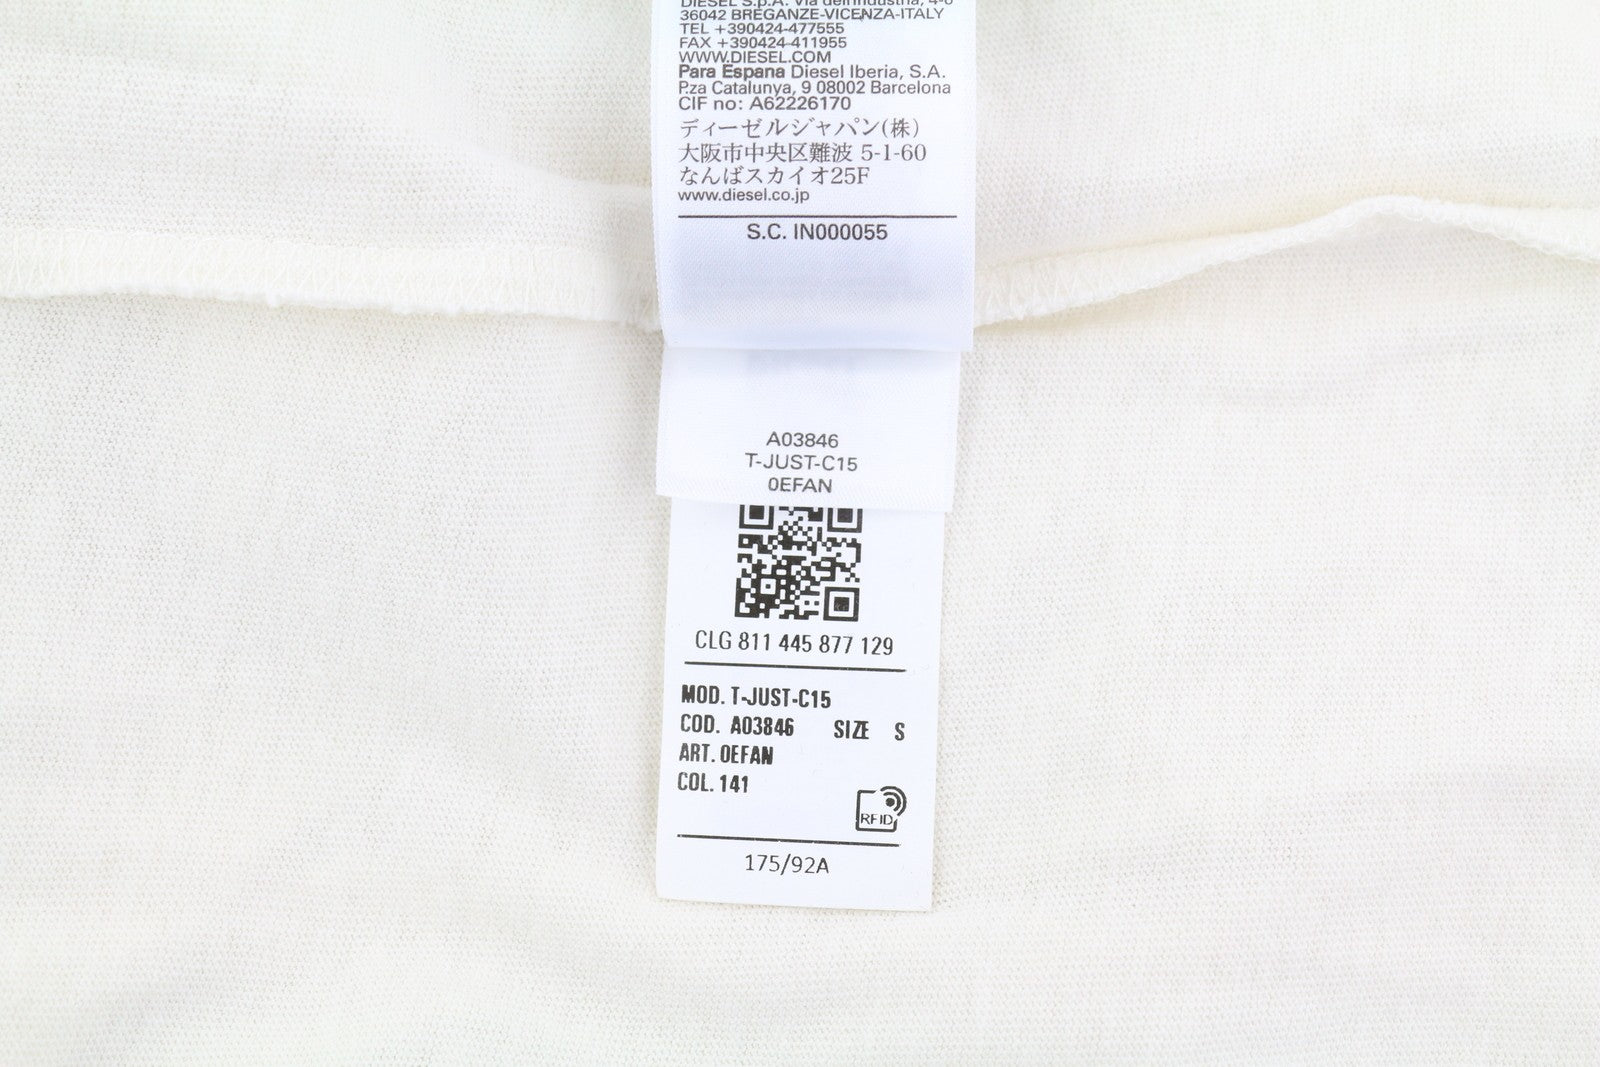 DIESEL S.p.A. Via dell'Industria, 4-6
36042 BREGANZE-VICENZA-ITALY
TEL +390424-477555
FAX +390424-411955
WWW.DIESEL.COM
Para Espana Diesel Iberia, S.A.
P.za Catalunya, 9 08002 Barcelona
CIF no: A62226170
ディーゼルジャパン(株)
大阪市中央区難波 5-1-60
なんばスカイオ25F
www.diesel.co.jp
S.C. IN000055
A03846
T-JUST-C15
0EFAN
CLG 811 445 877 129
MOD. T-JUST-C15
COD. A03846 SIZE S
ART. 0EFAN
COL. 141
RFID
175/92A